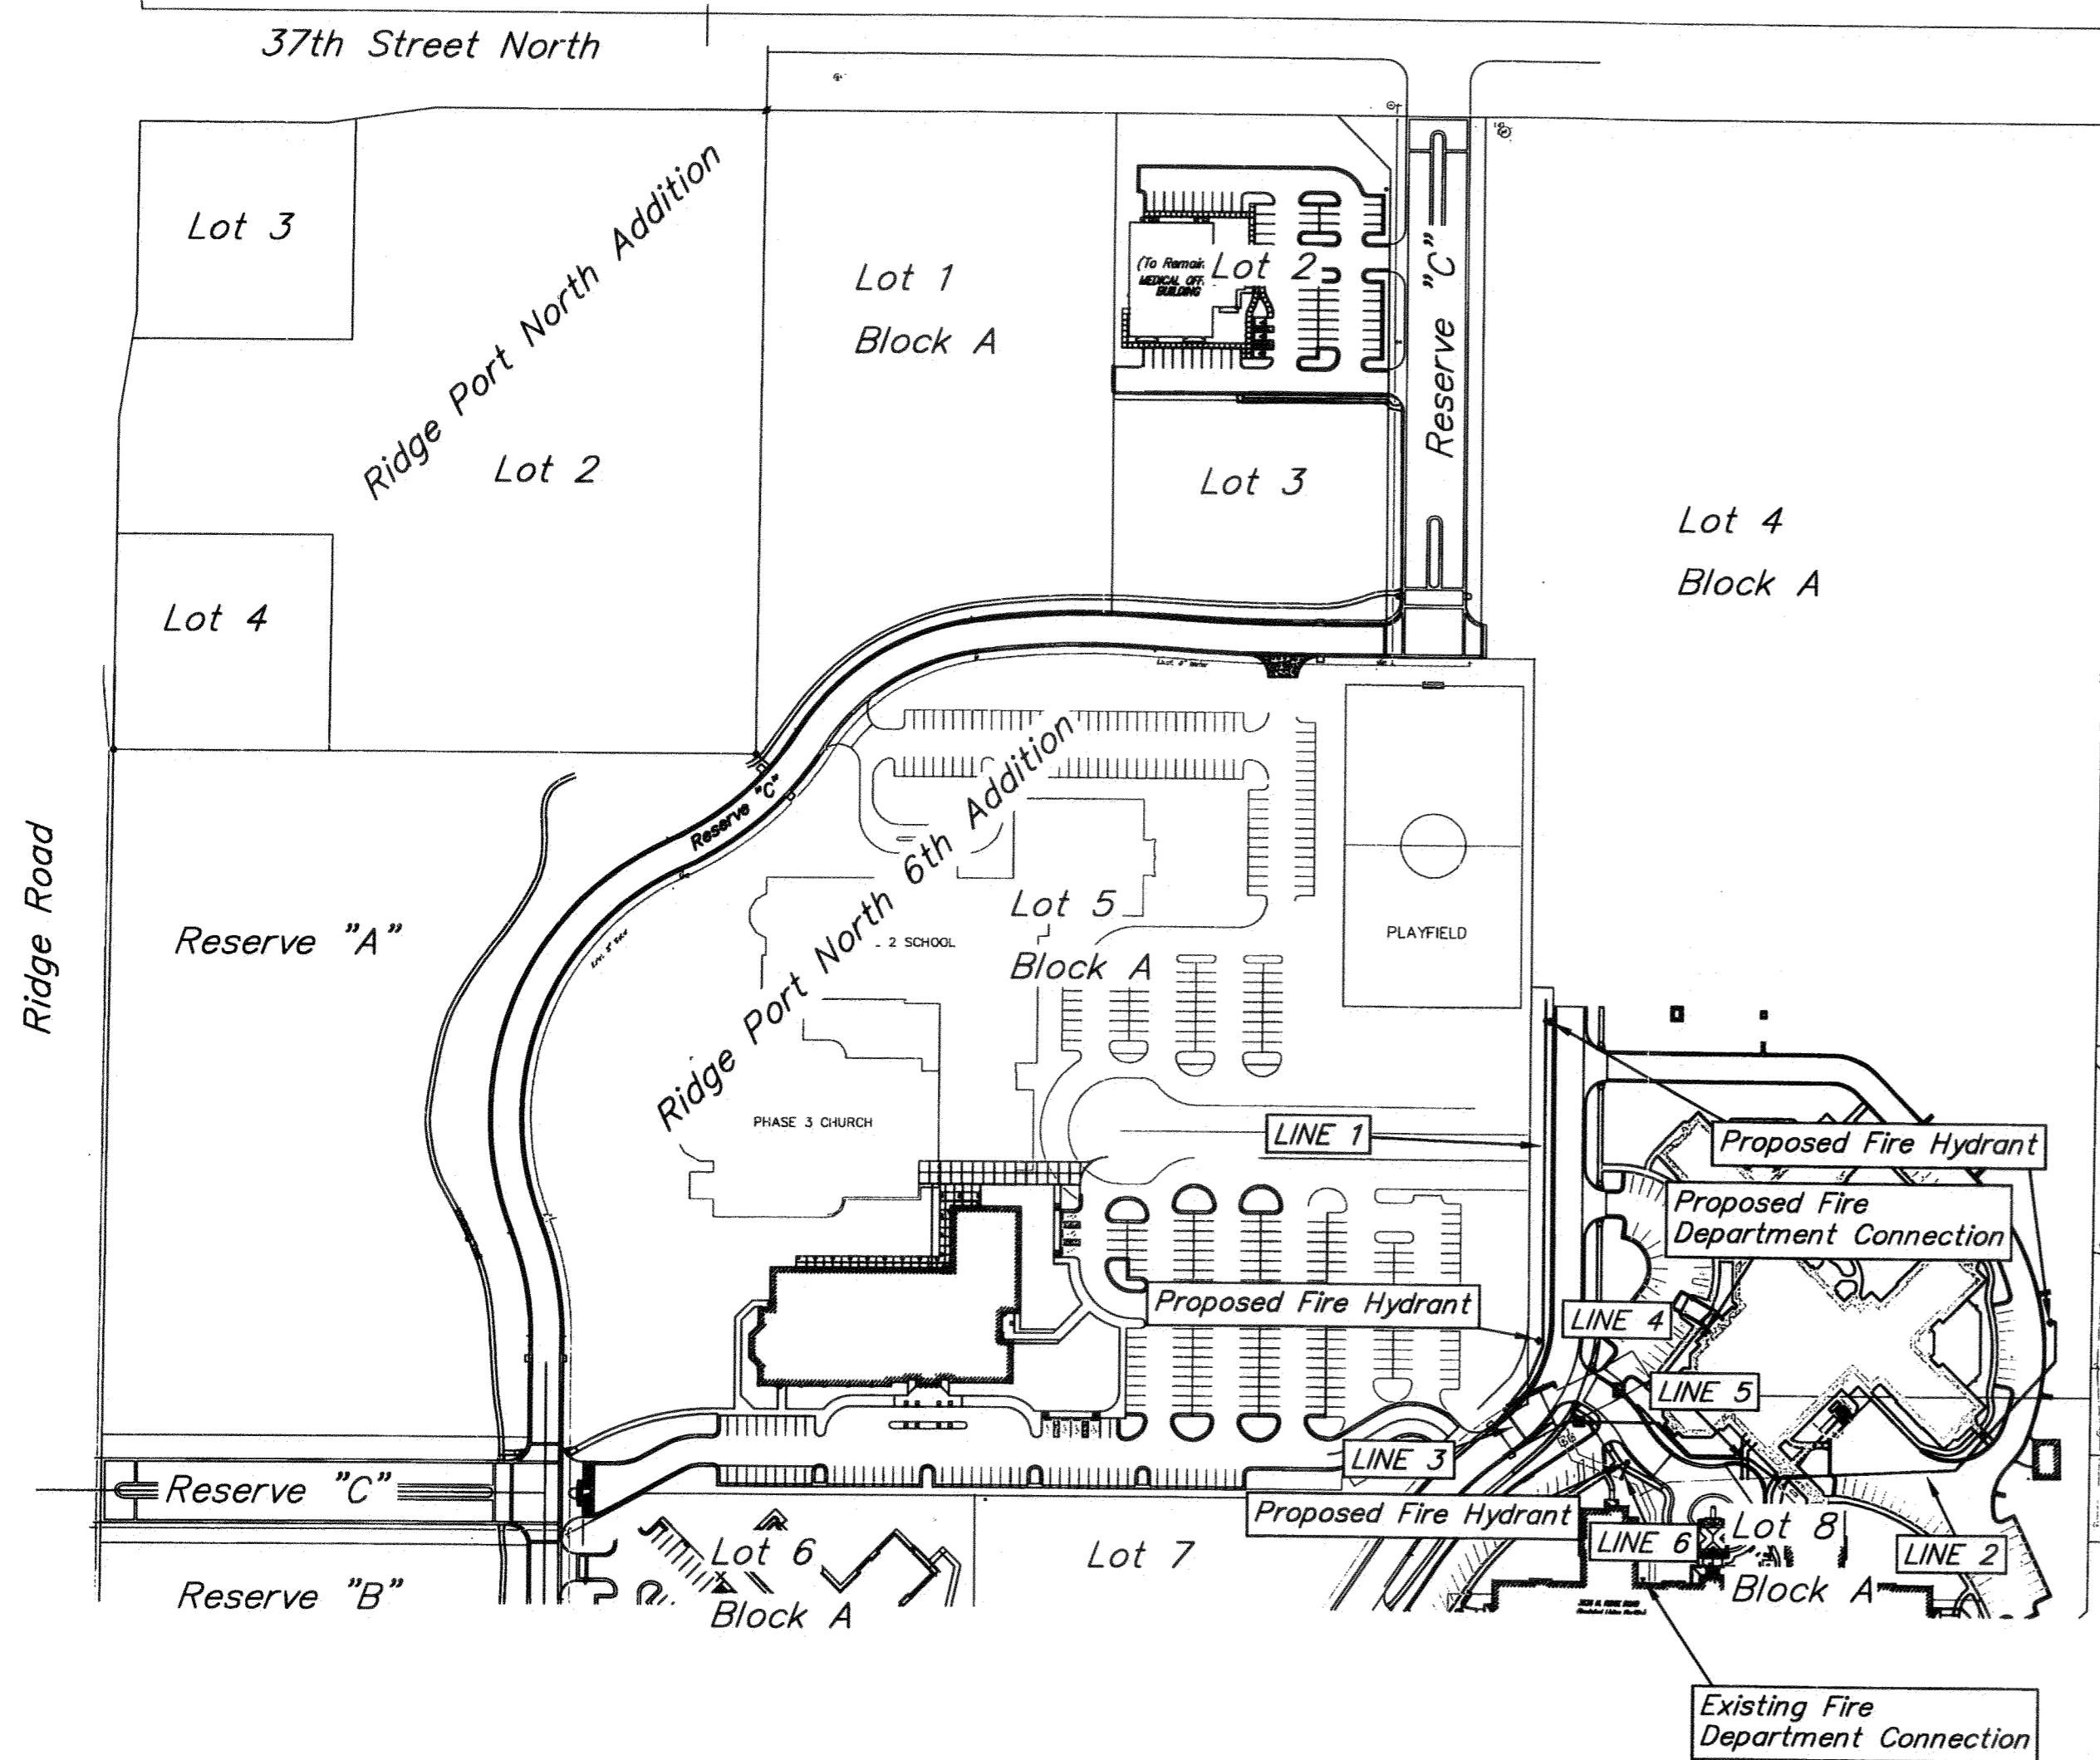 37th Street North
Lot 3
Ridge Port North Addition
Lot 1
Block A
(To Remain
MEDICAL OFF.
BUILDING
Lot 2
Reserve "C"
Lot 2
Lot 3
Lot 4
Block A
Lot 4
Reserve "C"
Ridge Port North 6th Addition
Ridge Road
Reserve "A"
Lot 5
Block A
2 SCHOOL
PLAYFIELD
PHASE 3 CHURCH
LINE 1
Proposed Fire Hydrant
Proposed Fire
Department Connection
Proposed Fire Hydrant
LINE 4
LINE 5
LINE 3
Reserve "C"
Proposed Fire Hydrant
LINE 6
Lot 8
Block A
LINE 2
Lot 6
Block A
Lot 7
Reserve "B"
Existing Fire
Department Connection